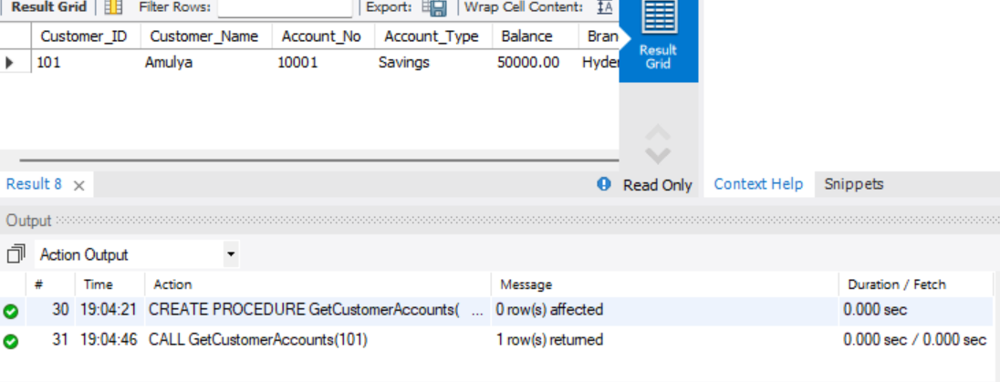 Result Grid Filter Rows: Export: Wrap Cell Content:
Customer_ID Customer_Name Account_No Account_Type Balance Bran
101 Amulya 10001 Savings 50000.00 Hyder
Result Grid
Result 8 Read Only Context Help Snippets
Output
Action Output
# Time Action Message Duration / Fetch
30 19:04:21 CREATE PROCEDURE GetCustomerAccounts( ... 0 row(s) affected 0.000 sec
31 19:04:46 CALL GetCustomerAccounts(101) 1 row(s) returned 0.000 sec / 0.000 sec